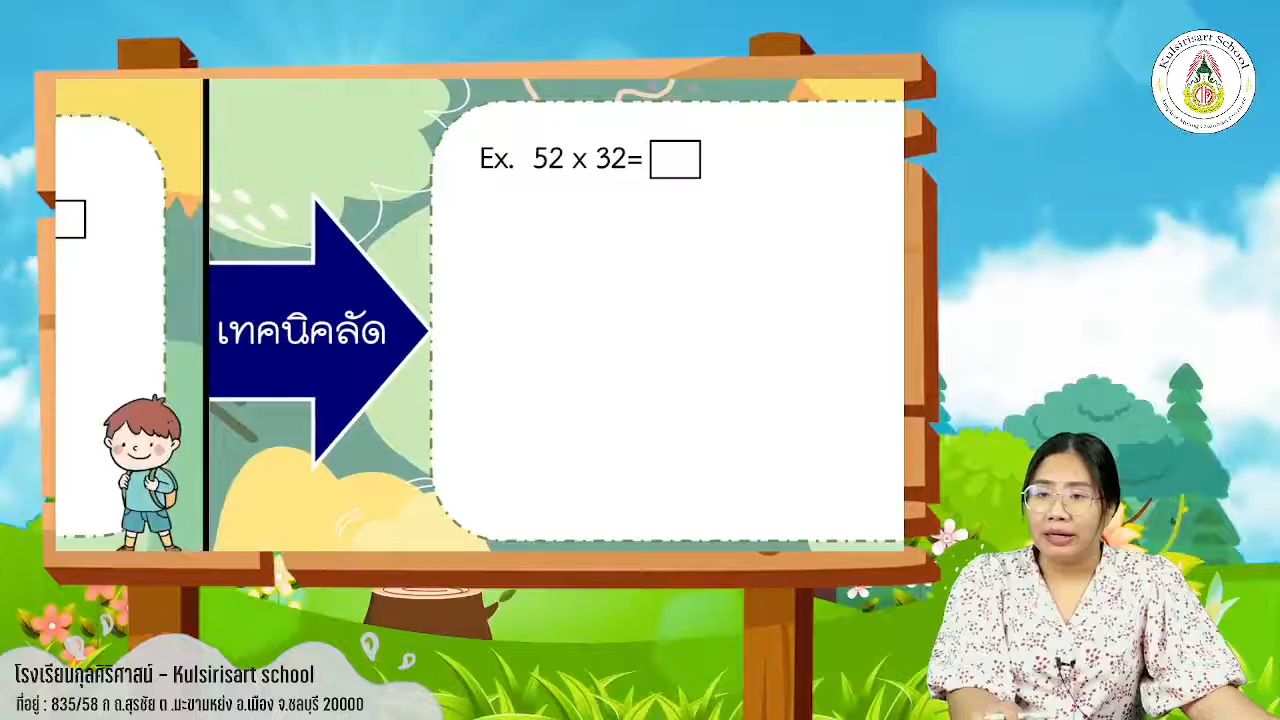 Kulsirisart School
Ex. 52 x 32=
เทคนิคลัด
โรงเรียนกุลศิริศาสน์ - Kulsirisart school
ที่อยู่ : 835/58 ก ถ.สุรชัย ต.มะขามหย่ง อ.เมือง จ.ชลบุรี 20000